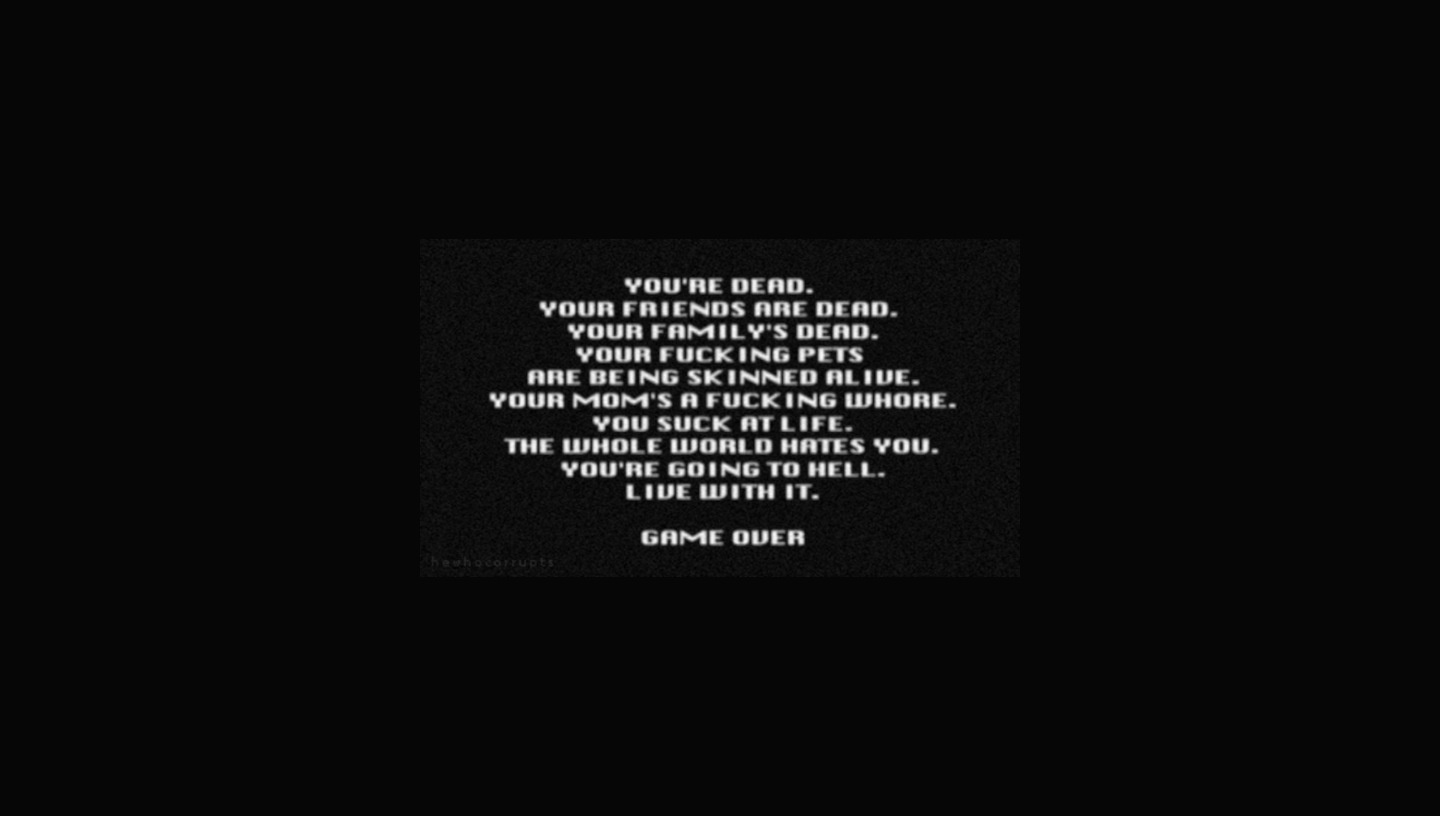 YOU'RE DEAD.
YOUR FRIENDS ARE DEAD.
YOUR FAMILY'S DEAD.
YOUR FUCKING PETS
ARE BEING SKINNED ALIVE.
YOUR MOM'S A FUCKING WHORE.
YOU SUCK AT LIFE.
THE WHOLE WORLD HATES YOU.
YOU'RE GOING TO HELL.
LIVE WITH IT.
GAME OVER
hewhocorrupts